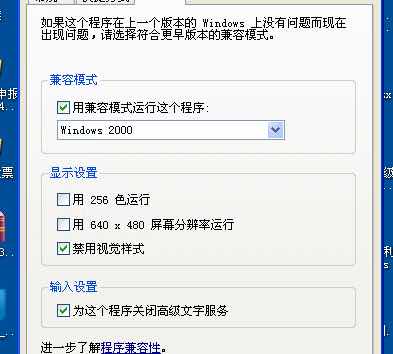 如果这个程序在上一个版本的 Windows 上没有问题而现在
出现问题，请选择符合更早版本的兼容模式。
兼容模式
用兼容模式运行这个程序:
Windows 2000
显示设置
用 256 色运行
用 640 x 480 屏幕分辨率运行
禁用视觉样式
输入设置
为这个程序关闭高级文字服务
进一步了解程序兼容性。
申报
4...
票
3...